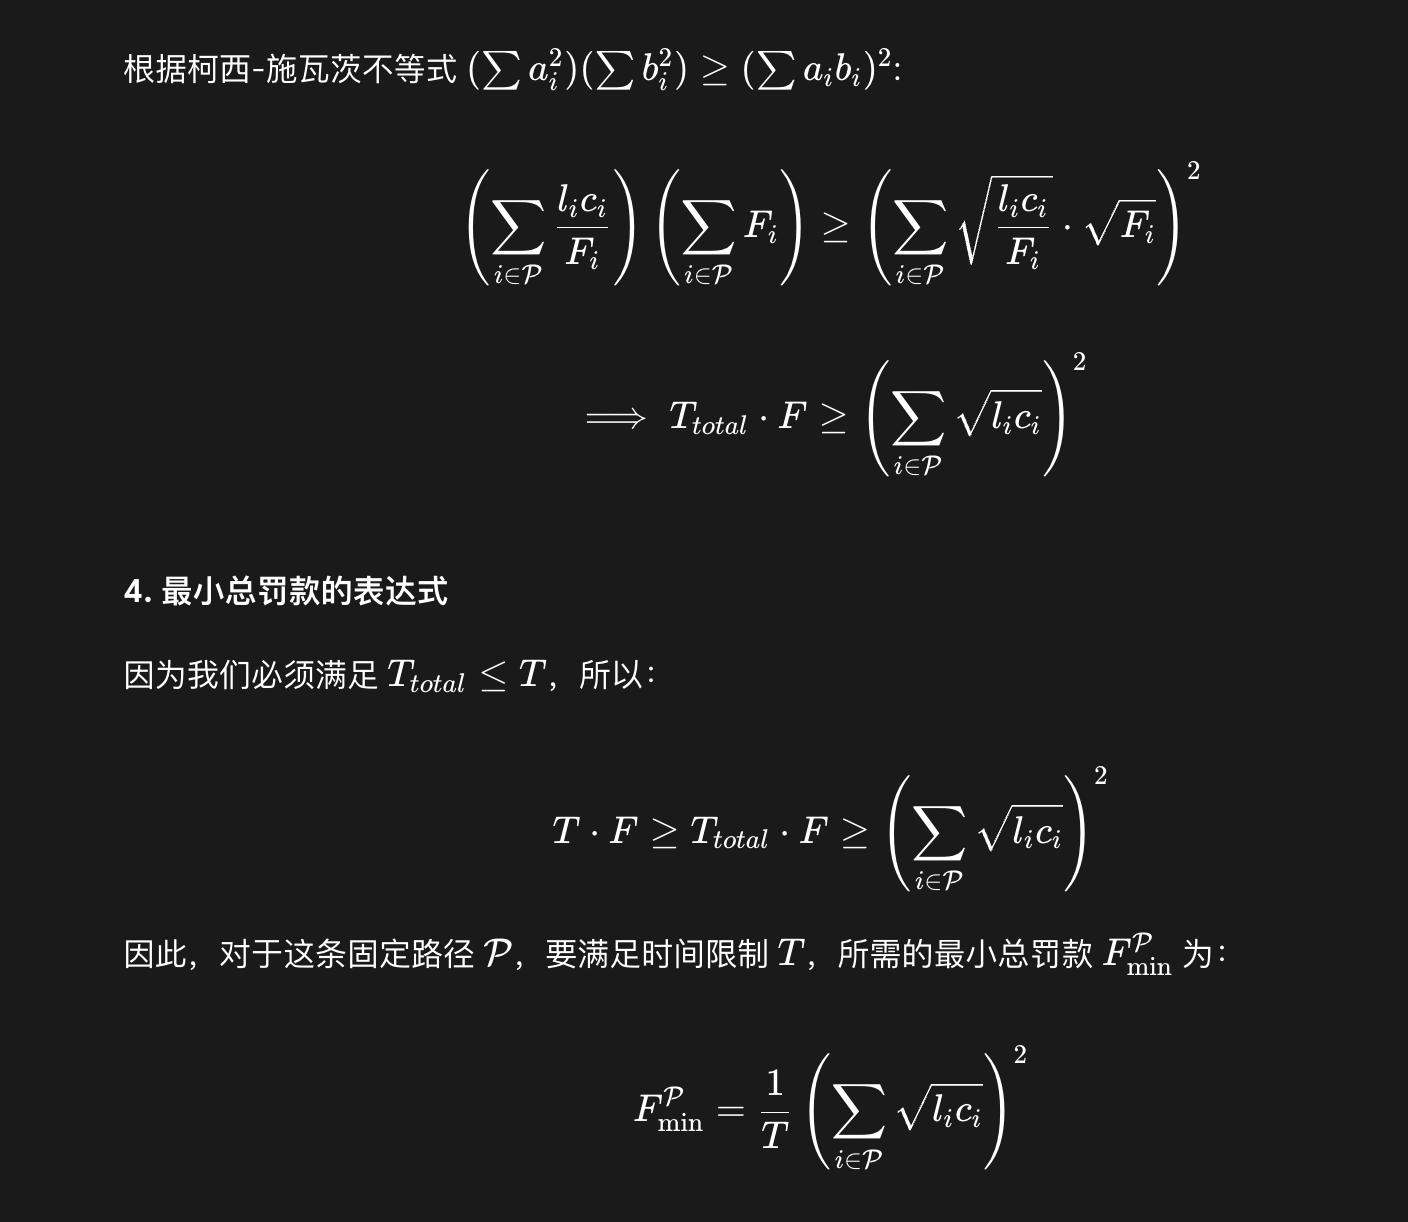 根据柯西-施瓦茨不等式 $(\sum a_i^2)(\sum b_i^2) \geq (\sum a_i b_i)^2$:
$\left(\sum_{i \in \mathcal{P}} \frac{l_i c_i}{F_i}\right) \left(\sum_{i \in \mathcal{P}} F_i\right) \geq \left(\sum_{i \in \mathcal{P}} \sqrt{\frac{l_i c_i}{F_i}} \cdot \sqrt{F_i}\right)^2$
$\implies T_{total} \cdot F \geq \left(\sum_{i \in \mathcal{P}} \sqrt{l_i c_i}\right)^2$
4. 最小总罚款的表达式
因为我们必须满足 $T_{total} \leq T$，所以：
$T \cdot F \geq T_{total} \cdot F \geq \left(\sum_{i \in \mathcal{P}} \sqrt{l_i c_i}\right)^2$
因此，对于这条固定路径 $\mathcal{P}$，要满足时间限制 $T$，所需的最小总罚款 $F_{\min}^{\mathcal{P}}$ 为：
$F_{\min}^{\mathcal{P}} = \frac{1}{T} \left(\sum_{i \in \mathcal{P}} \sqrt{l_i c_i}\right)^2$